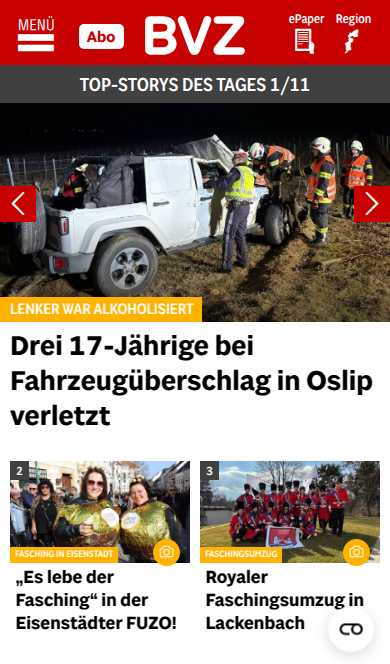 MENÜ
Abo
BVZ
ePaper
Region
TOP-STORYS DES TAGES 1/11
LENKER WAR ALKOHOLISIERT
Drei 17-Jährige bei
Fahrzeugüberschlag in Oslip
verletzt
2
FASCHING IN EISENSTADT
„Es lebe der
Fasching“ in der
Eisenstädter FUZO!
3
FASCHINGSUMZUG
Royaler
Faschingsumzug in
Lackenbach